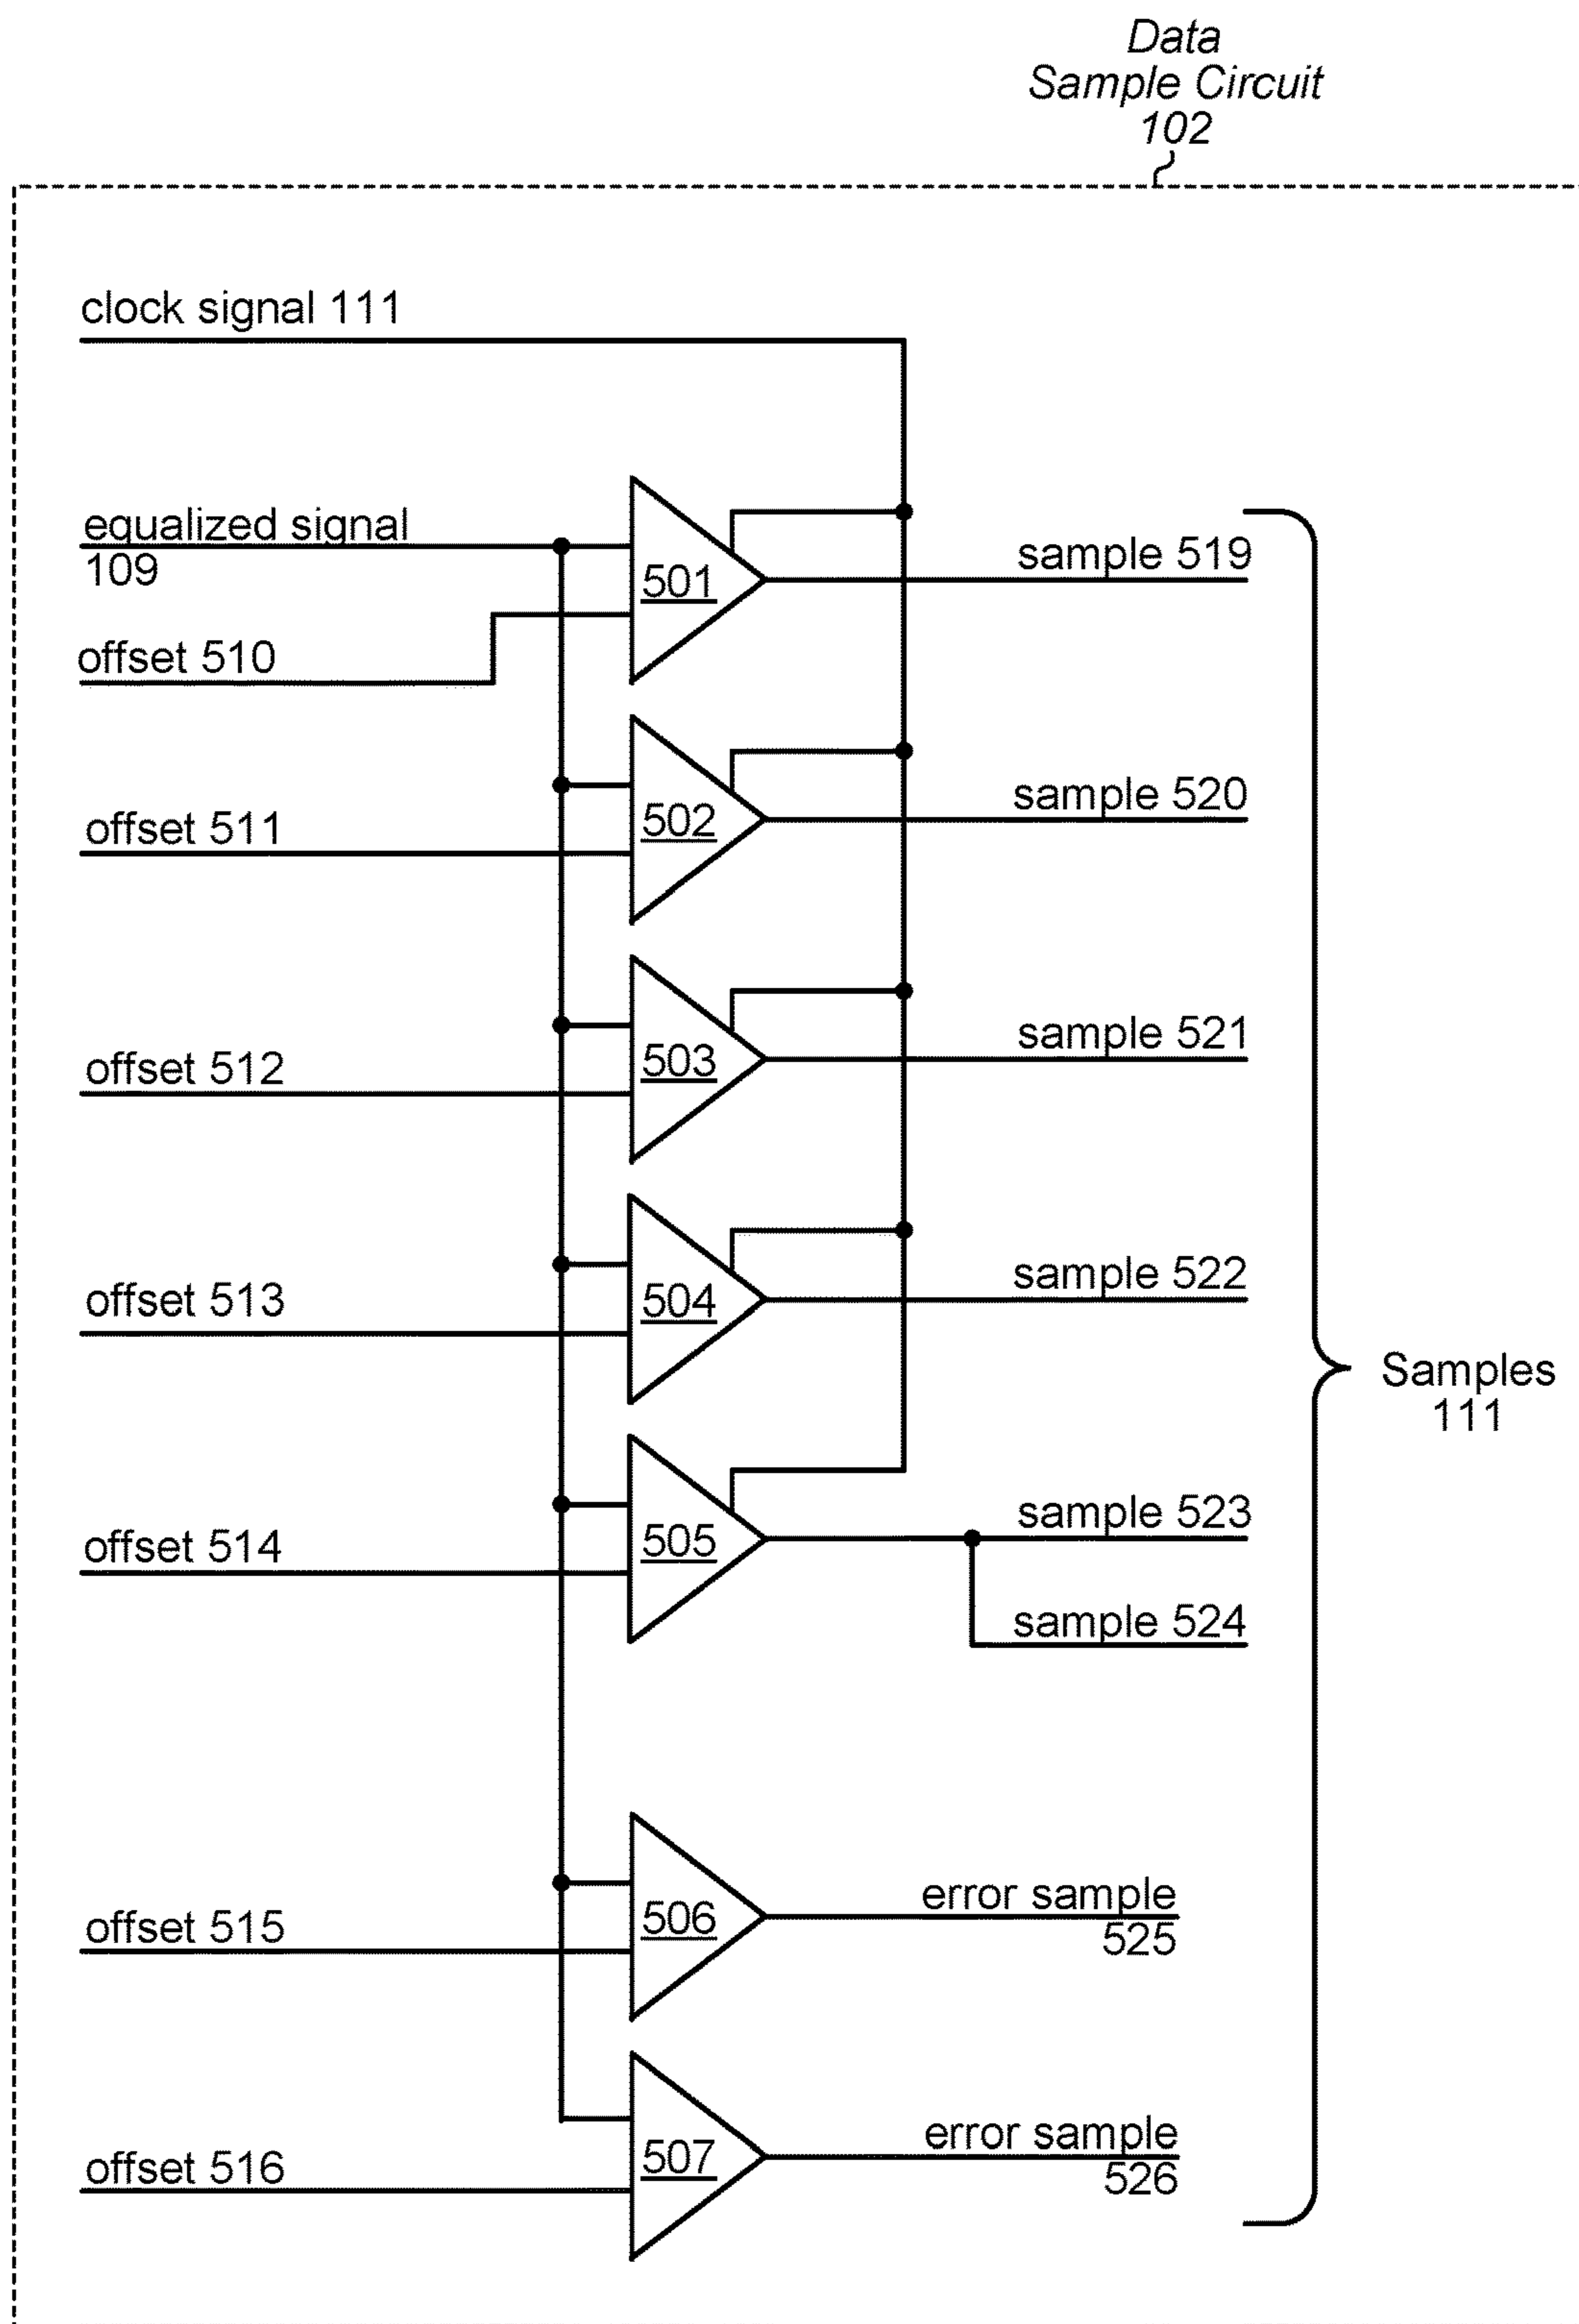 Data
Sample Circuit
102
clock signal 111
equalized signal
109
501
sample 519
offset 510
502
sample 520
offset 511
503
sample 521
offset 512
504
sample 522
offset 513
Samples
111
505
sample 523
offset 514
sample 524
506
error sample
525
offset 515
507
error sample
526
offset 516